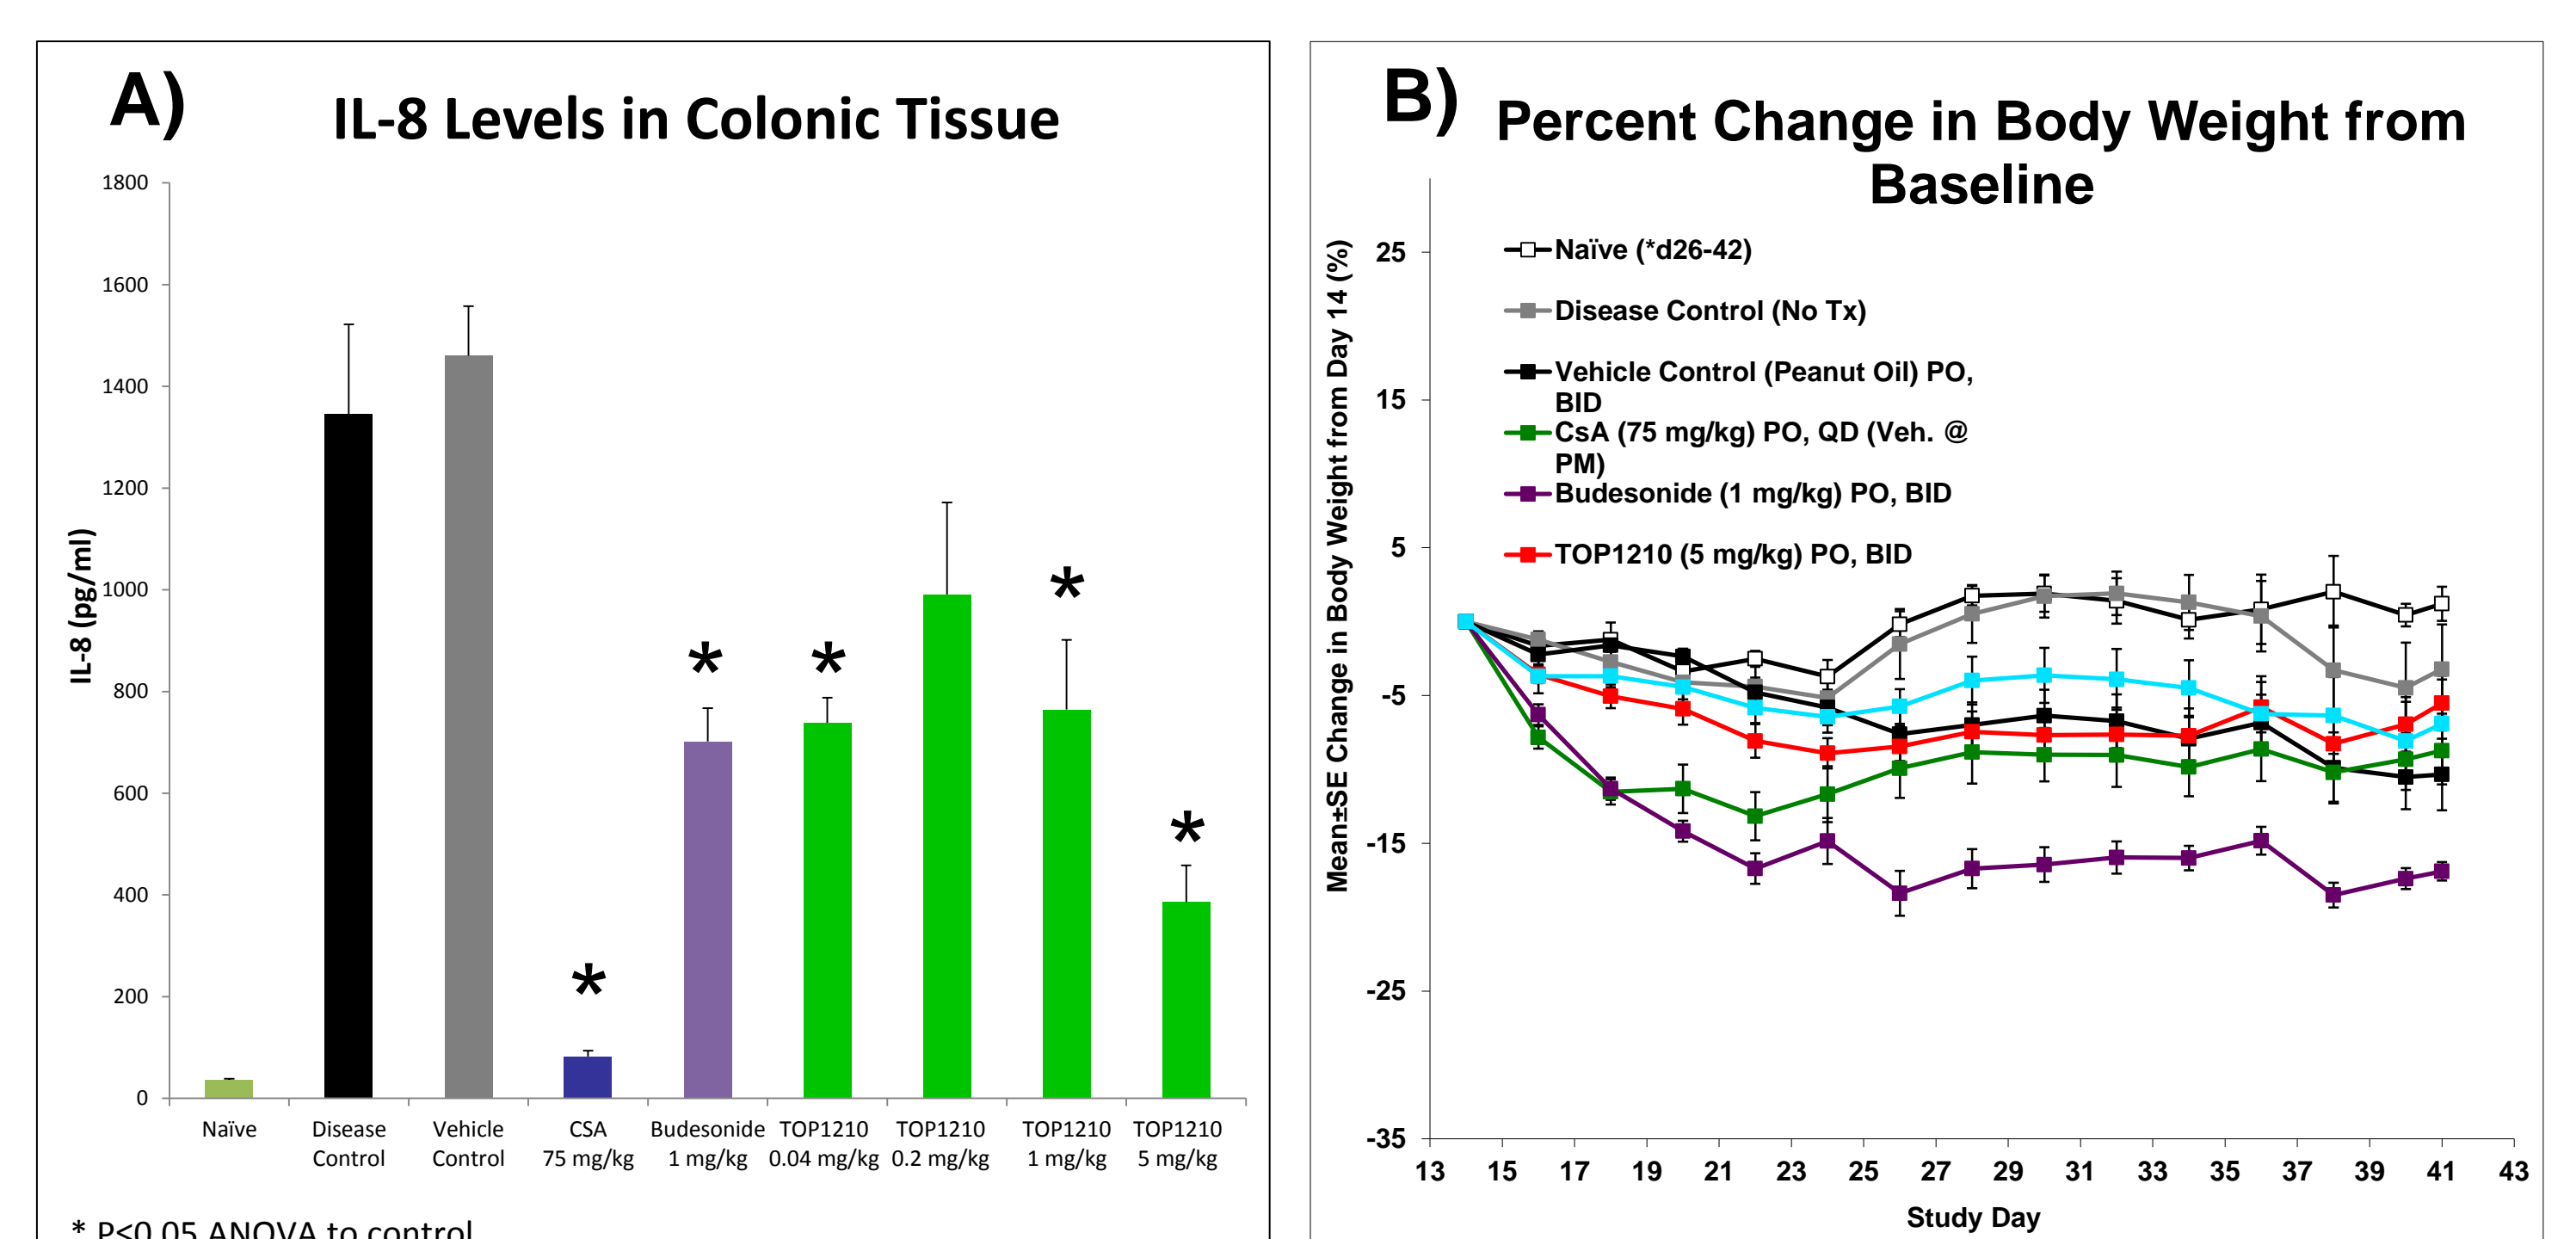 A)
IL-8 Levels in Colonic Tissue
IL-8 (pg/ml)
1800
1600
1400
1200
1000
800
600
400
200
0
*
*
*
*
*
Naïve
Disease
Control
Vehicle
Control
CSA
75 mg/kg
Budesonide
1 mg/kg
TOP1210
0.04 mg/kg
TOP1210
0.2 mg/kg
TOP1210
1 mg/kg
TOP1210
5 mg/kg
* P<0.05 ANOVA to control
B)
Percent Change in Body Weight from
Baseline
Mean±SE Change in Body Weight from Day 14 (%)
25
15
5
-5
-15
-25
-35
Naïve (*d26-42)
Disease Control (No Tx)
Vehicle Control (Peanut Oil) PO,
BID
CsA (75 mg/kg) PO, QD (Veh. @
PM)
Budesonide (1 mg/kg) PO, BID
TOP1210 (5 mg/kg) PO, BID
13 15 17 19 21 23 25 27 29 31 33 35 37 39 41 43
Study Day